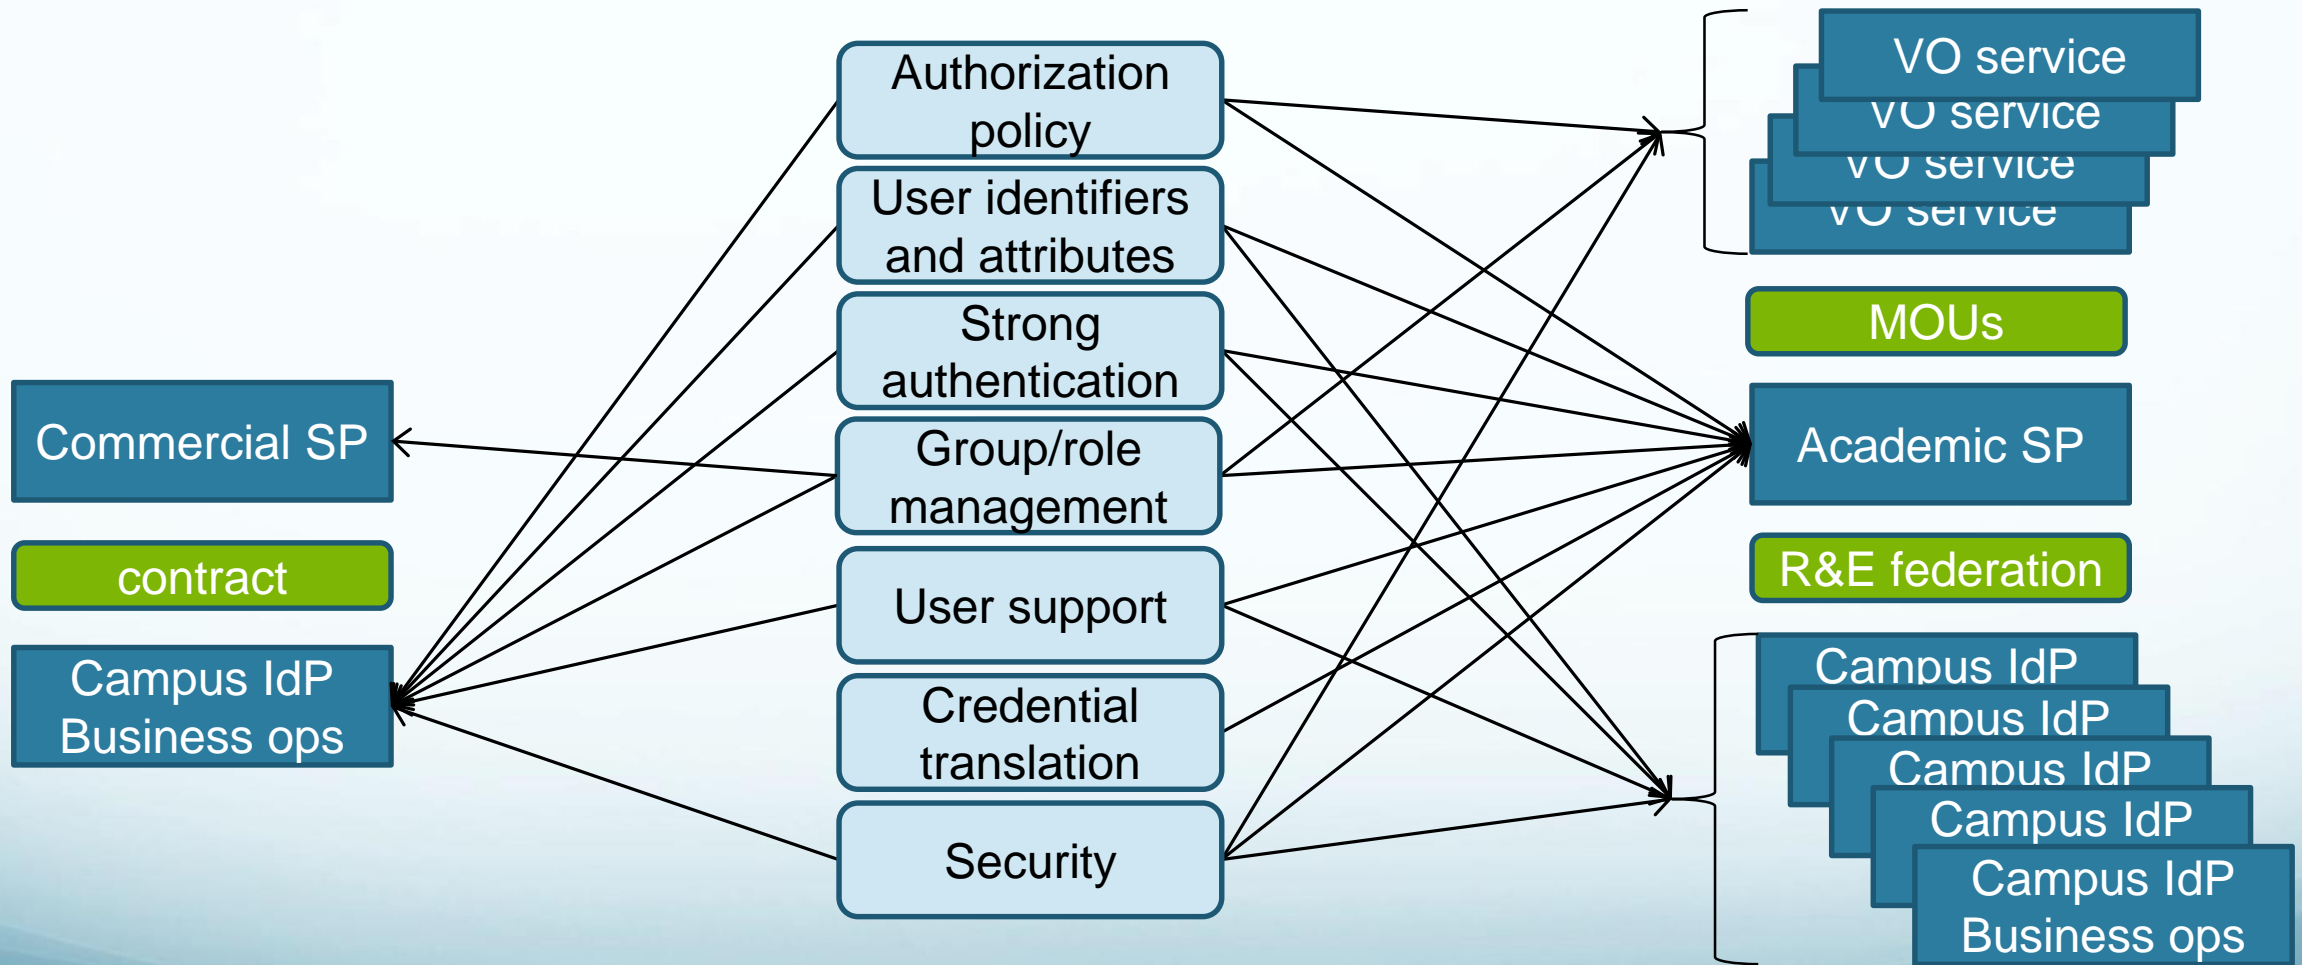 Commercial SP
contract
Campus IdP
Business ops
Authorization
policy
User identifiers
and attributes
Strong
authentication
Group/role
management
User support
Credential
translation
Security
VO service
VO service
VO service
VO service
MOUs
Academic SP
R&E federation
Campus IdP
Campus IdP
Campus IdP
Campus IdP
Campus IdP
Business ops